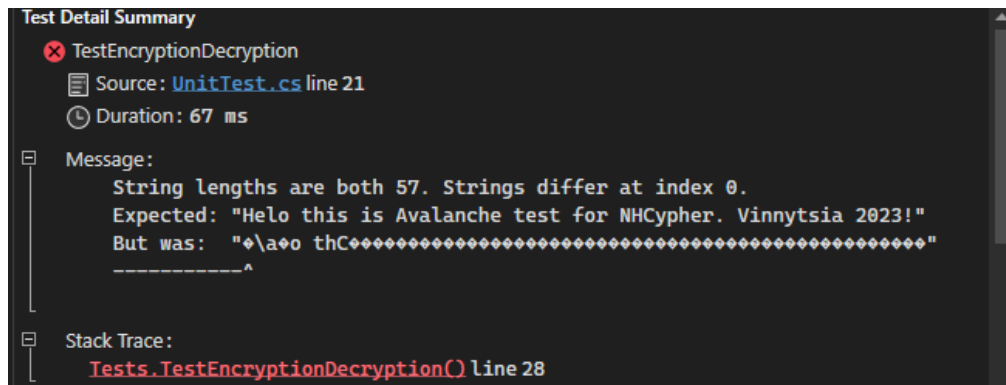 Test Detail Summary
TestEncryptionDecryption
Source: UnitTest.cs line 21
Duration: 67 ms
Message:
String lengths are both 57. Strings differ at index 0.
Expected: "Helo this is Avalanche test for NHCypher. Vinnytsia 2023!"
But was: "�\a�o thC�����������������������������������������������"
-----------^
Stack Trace:
Tests.TestEncryptionDecryption() line 28